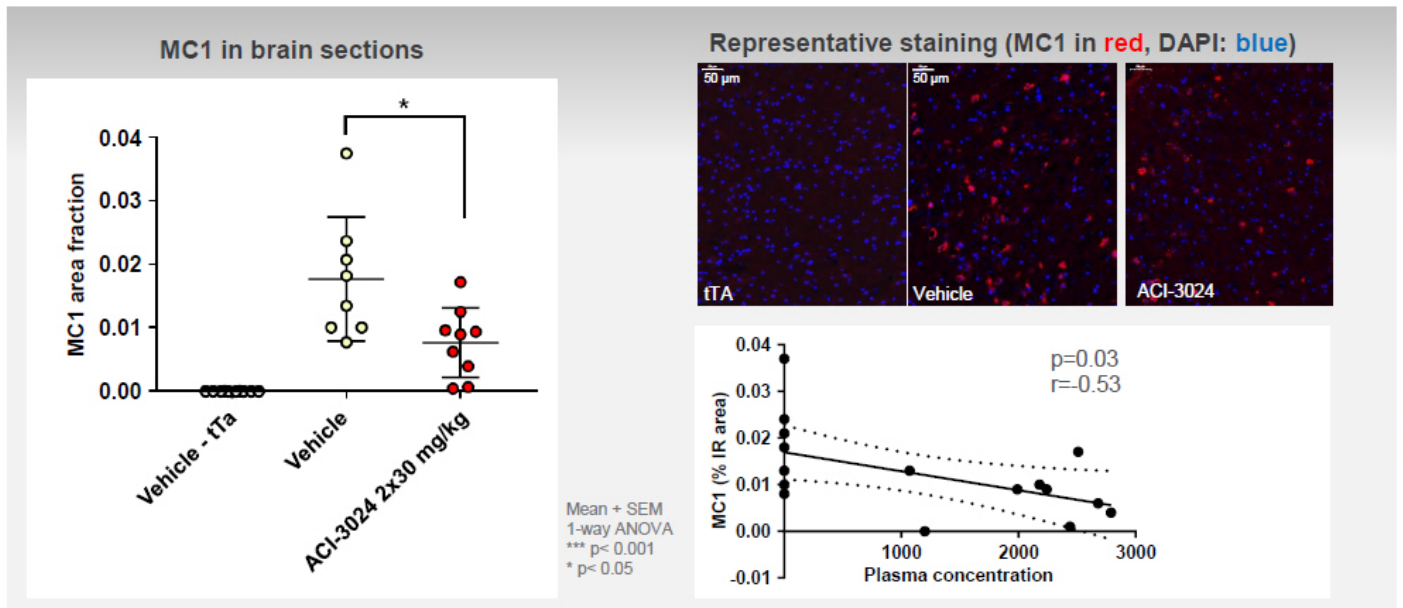 MC1 in brain sections
*
0.04
0.03
0.02
0.01
0.00
MC1 area fraction
Vehicle - tTa
Vehicle
ACI-3024 2x30 mg/kg
Mean + SEM
1-way ANOVA
*** p< 0.001
* p< 0.05
Representative staining (MC1 in red, DAPI: blue)
50 µm
tTA
50 µm
Vehicle
ACI-3024
0.04
0.03
0.02
0.01
0.00
-0.01
MC1 (% IR area)
p=0.03
r=-0.53
1000
2000
3000
Plasma concentration